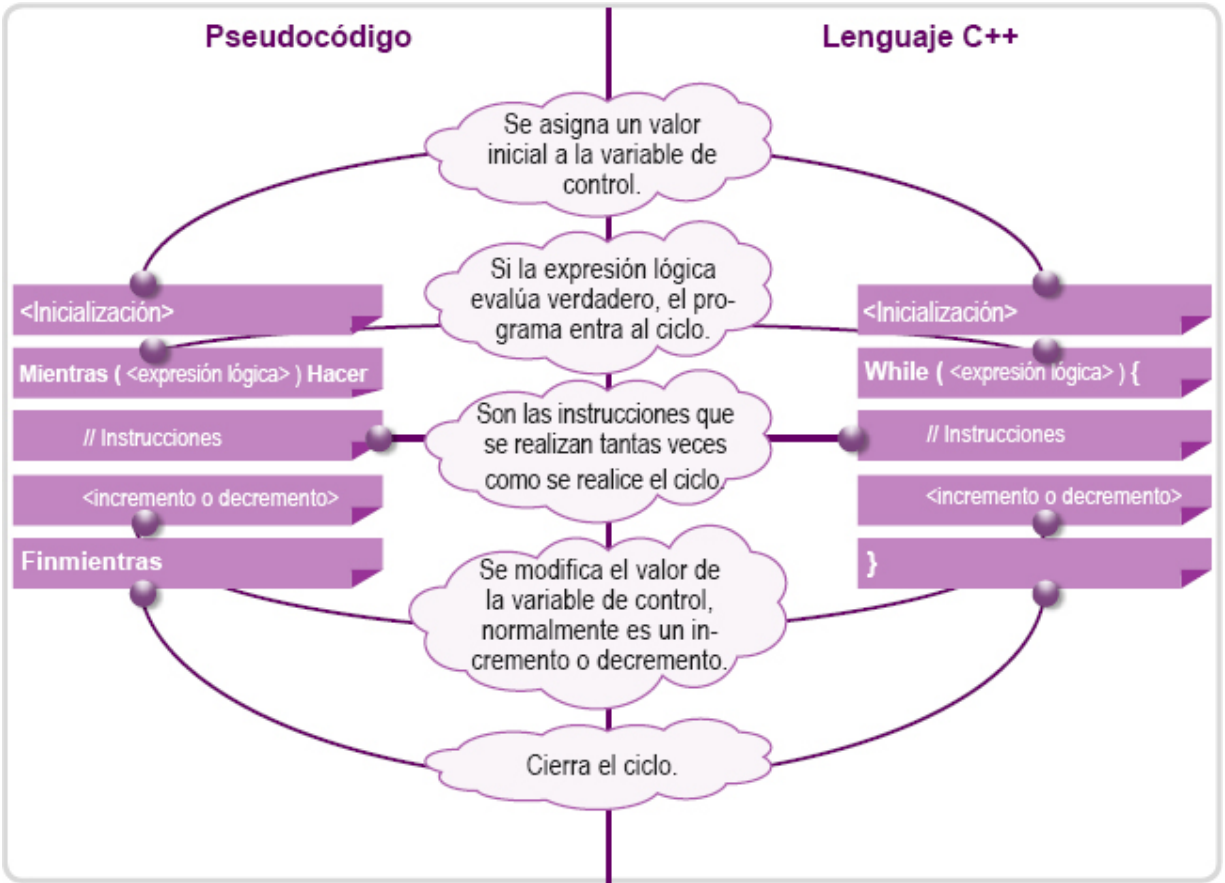 Pseudocódigo
Lenguaje C++
Se asigna un valor
inicial a la variable de
control.
Si la expresión lógica
evalúa verdadero, el pro-
grama entra al ciclo.
<Inicialización>
<Inicialización>
Mientras ( <expresión lógica> ) Hacer
While ( <expresión lógica> ) {
Son las instrucciones que
se realizan tantas veces
como se realice el ciclo.
// Instrucciones
// Instrucciones
<incremento o decremento>
<incremento o decremento>
Finmientras
}
Se modifica el valor de
la variable de control,
normalmente es un in-
cremento o decremento.
Cierra el ciclo.